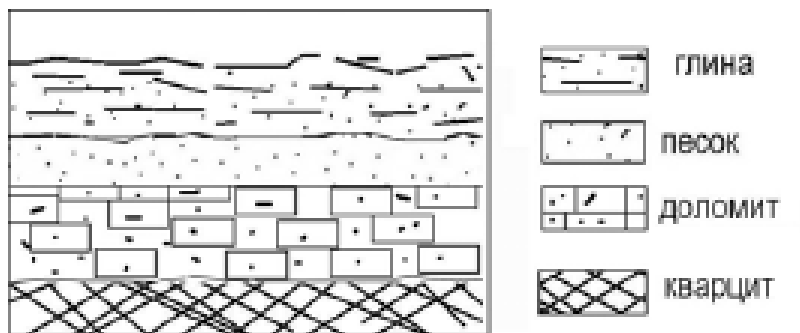 глина
песок
доломит
кварцит